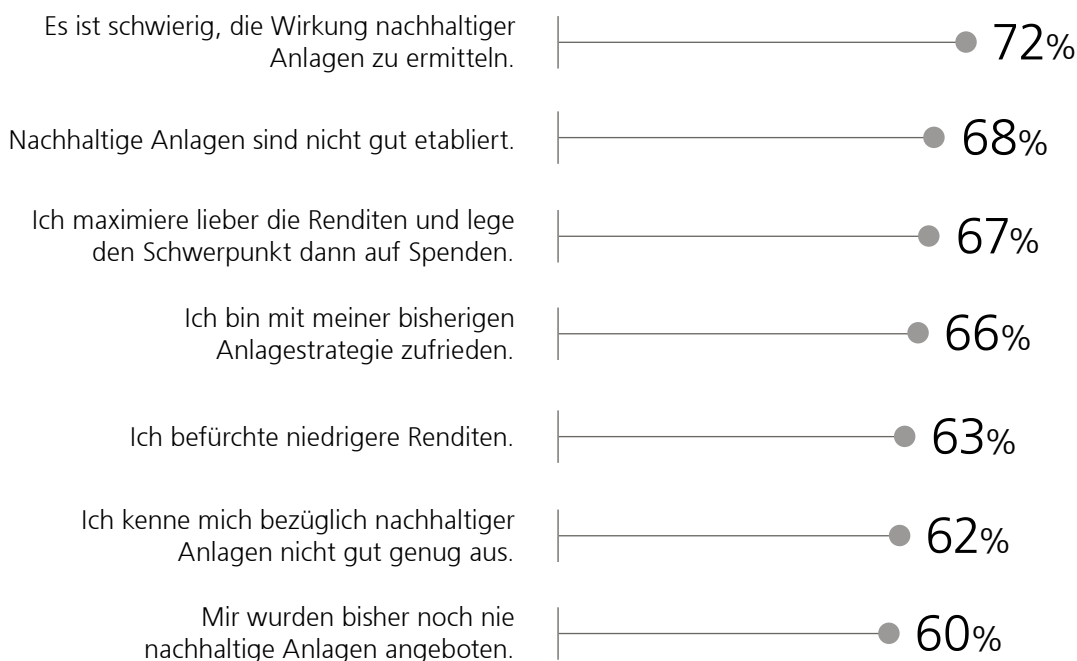 Es ist schwierig, die Wirkung nachhaltiger
Anlagen zu ermitteln.
72%
Nachhaltige Anlagen sind nicht gut etabliert.
68%
Ich maximiere lieber die Renditen und lege
den Schwerpunkt dann auf Spenden.
67%
Ich bin mit meiner bisherigen
Anlagestrategie zufrieden.
66%
Ich befürchte niedrigere Renditen.
63%
Ich kenne mich bezüglich nachhaltiger
Anlagen nicht gut genug aus.
62%
Mir wurden bisher noch nie
nachhaltige Anlagen angeboten.
60%